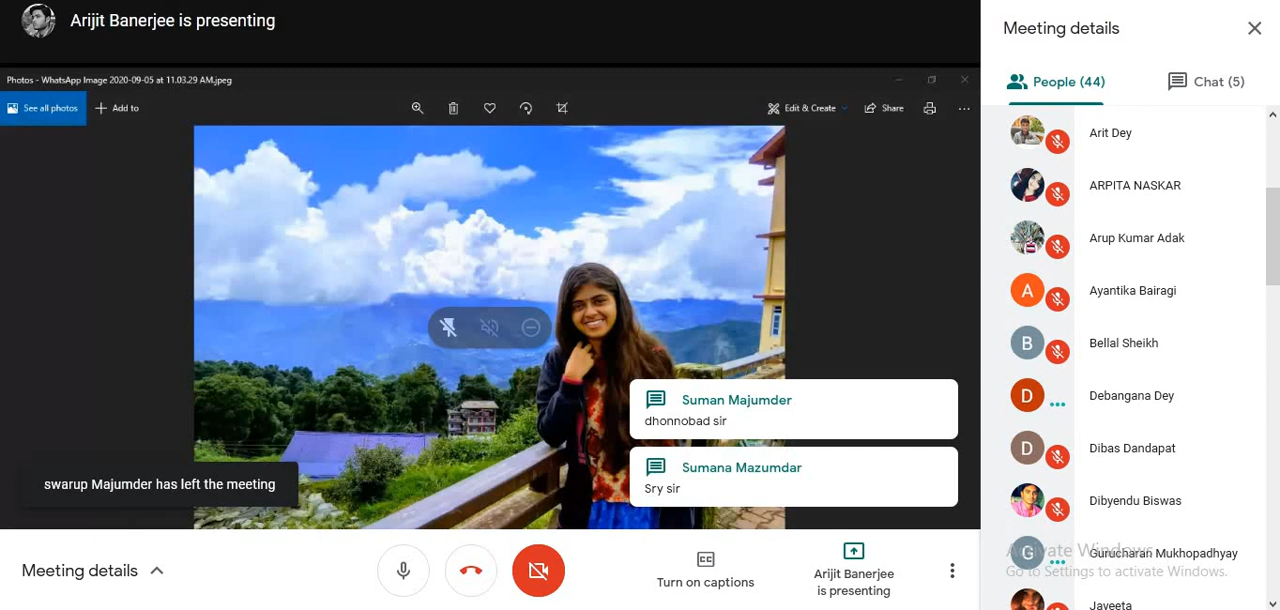 Arijit Banerjee is presenting
Photos - WhatsApp Image 2020-09-05 at 11.03.29 AM.jpeg
See all photos
Add to
Edit & Create
Share
Suman Majumder
dhonnobad sir
Sumana Mazumdar
Sry sir
swarup Majumder has left the meeting
Meeting details
Turn on captions
Arijit Banerjee
is presenting
Meeting details
People (44)
Chat (5)
Arit Dey
ARPITA NASKAR
Arup Kumar Adak
A
Ayantika Bairagi
B
Bellal Sheikh
D
Debangana Dey
D
Dibas Dandapat
Dibyendu Biswas
G
Gurucharan Mukhopadhyay
Jayeeta
Activate Windows
Go to Settings to activate Windows.